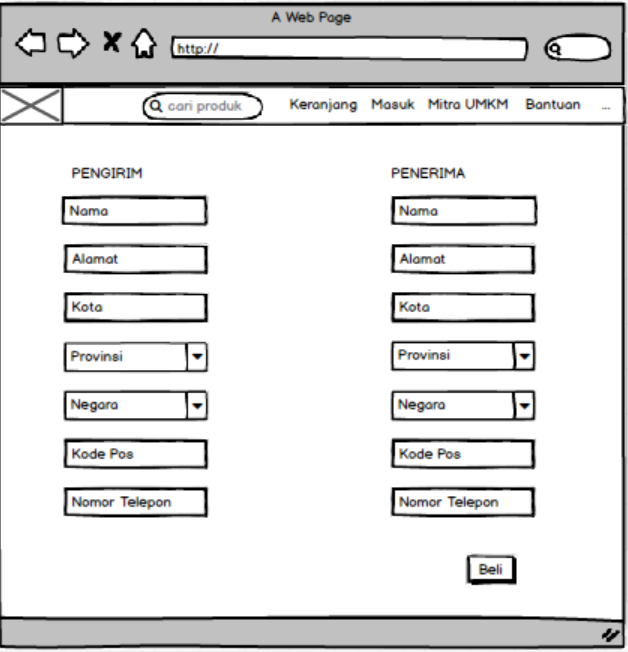 A Web Page
http://
cari produk Keranjang Masuk Mitra UMKM Bantuan ...
PENGIRIM
Nama
Alamat
Kota
Provinsi
Negara
Kode Pos
Nomor Telepon
PENERIMA
Nama
Alamat
Kota
Provinsi
Negara
Kode Pos
Nomor Telepon
Beli